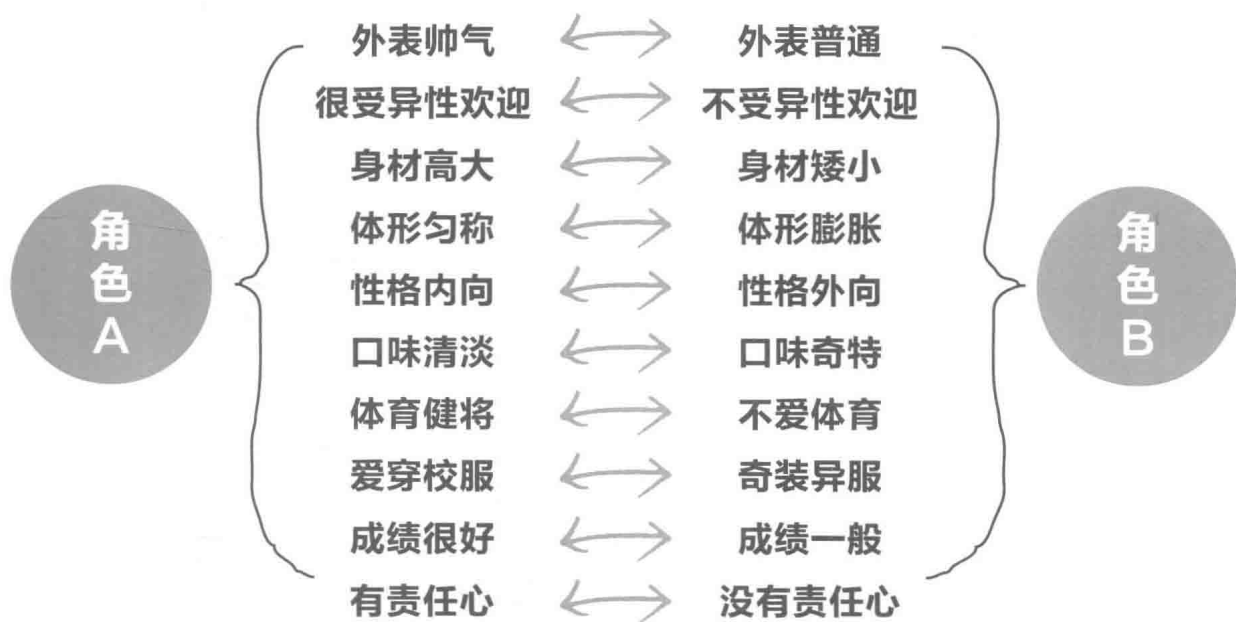 外表帅气 外表普通
很受异性欢迎 不受异性欢迎
身材高大 身材矮小
体形匀称 体形膨胀
性格内向 性格外向
口味清淡 口味奇特
体育健将 不爱体育
爱穿校服 奇装异服
成绩很好 成绩一般
有责任心 没有责任心
角色A
角色B